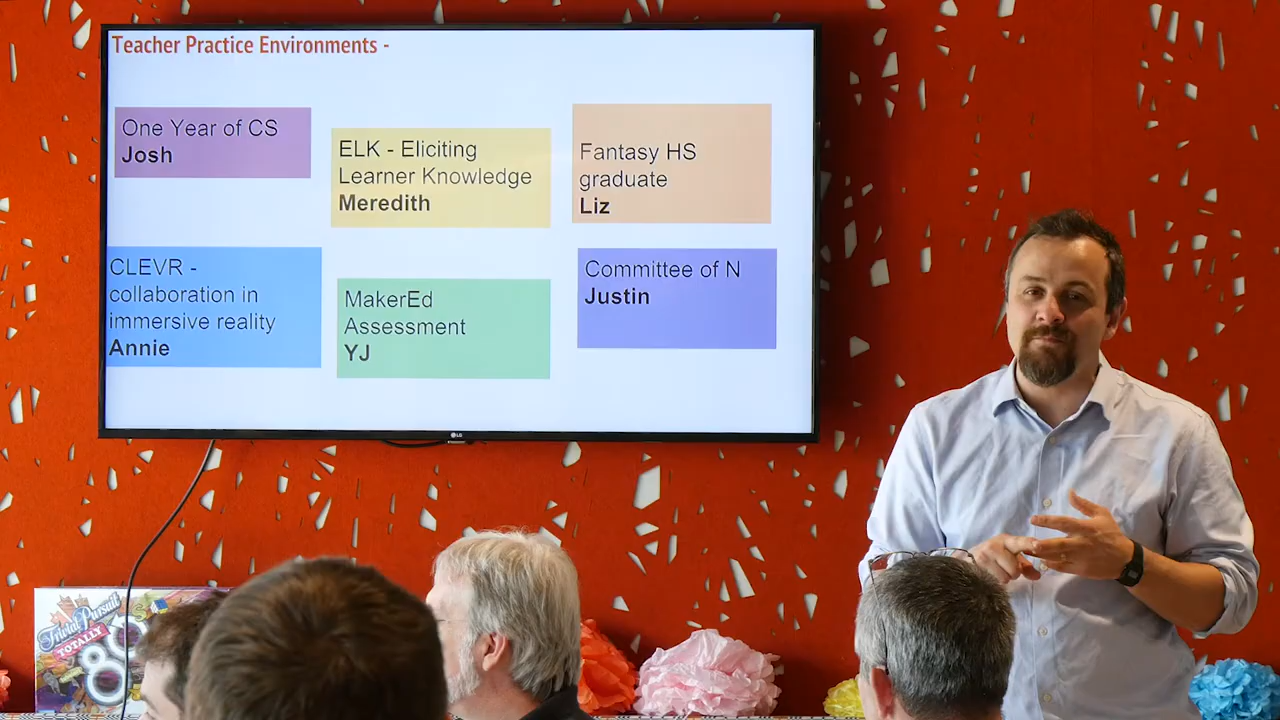 Teacher Practice Environments -
One Year of CS
Josh
ELK - Eliciting
Learner Knowledge
Meredith
Fantasy HS
graduate
Liz
CLEVR -
collaboration in
immersive reality
Annie
MakerEd
Assessment
YJ
Committee of N
Justin
LG
Trivial Pursuit
TOTALLY
80s